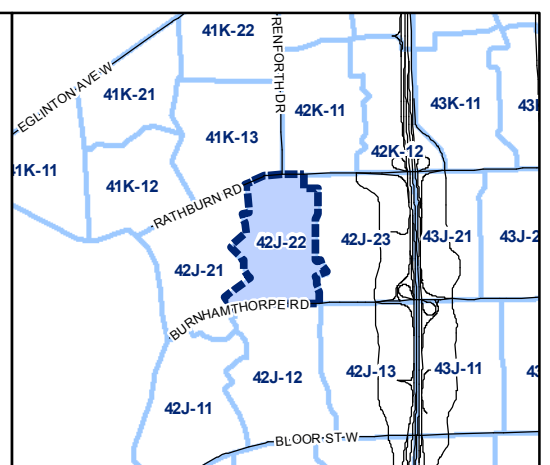 41K-22
RENFORTH DR
EGLINTON AVE W
41K-21
42K-11
43K-11
43
41K-13
42K-12
41K-11
41K-12
RATHBURN RD
42J-22
42J-23
43J-21
43J-2
42J-21
BURNHAMTHORPE RD
42J-12
42J-13
43J-11
43
42J-11
BLOOR ST W